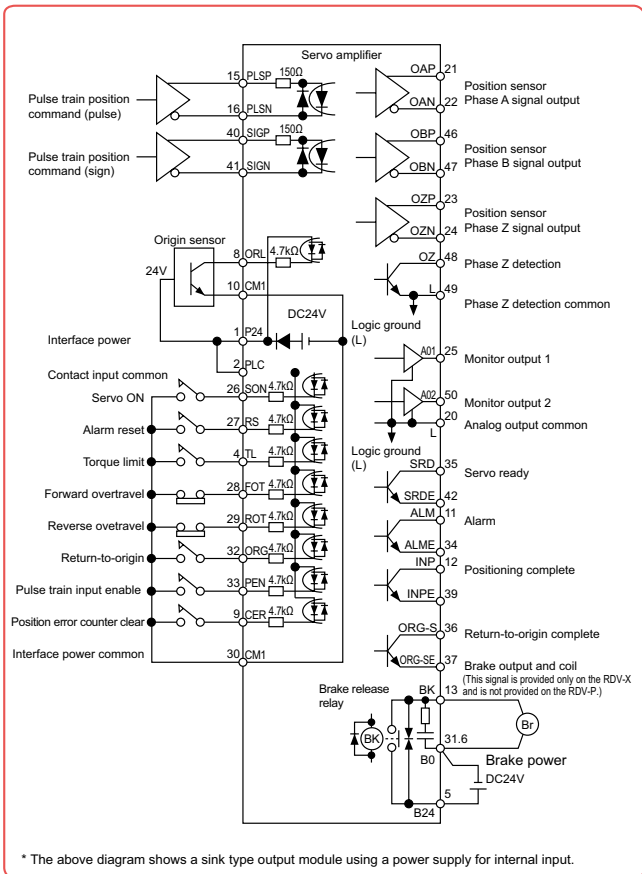 Servo amplifier
15 PLSP 150Ω
Pulse train position
command (pulse)
16 PLSN
40 SIGP 150Ω
Pulse train position
command (sign)
41 SIGN
Origin sensor
24V
8 ORL 4.7kΩ
10 CM1
DC24V
Interface power
1 P24
Logic ground
(L)
2 PLC
Contact input common
Servo ON
26 SON 4.7kΩ
Alarm reset
27 RS 4.7kΩ
Torque limit
4 TL 4.7kΩ
Forward overtravel
28 FOT 4.7kΩ
Reverse ovetravel
29 ROT 4.7kΩ
Return-to-origin
32 ORG 4.7kΩ
Pulse train input enable
33 PEN 4.7kΩ
Position error counter clear
9 CER 4.7kΩ
Interface power common
30 CM1
OAP 21
Position sensor
Phase A signal output
OAN 22
OBP 46
Position sensor
Phase B signal output
OBN 47
OZP 23
Position sensor
Phase Z signal output
OZN 24
OZ 48
Phase Z detection
L 49
Phase Z detection common
A01 25
Monitor output 1
A02 50
Monitor output 2
20
L
Analog output common
Logic ground
(L)
SRD 35
Servo ready
SRDE 42
ALM 11
Alarm
ALME 34
INP 12
Positioning complete
INPE 39
ORG-S 36
Return-to-origin complete
ORG-SE 37
Brake output and coil
(This signal is provided only on the RDV-X
and is not provided on the RDV-P.)
Brake release
relay
BK 13
BK
Br
31.6
B0
Brake power
DC24V
5
B24
* The above diagram shows a sink type output module using a power supply for internal input.